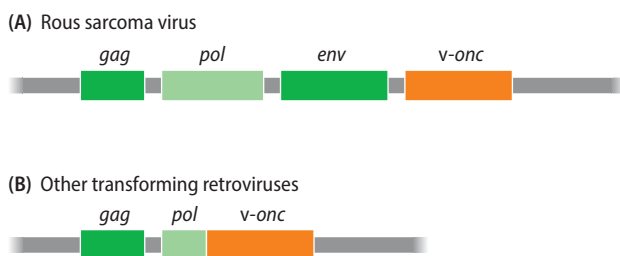 (A) Rous sarcoma virus
gag pol env v-onc
(B) Other transforming retroviruses
gag pol v-onc